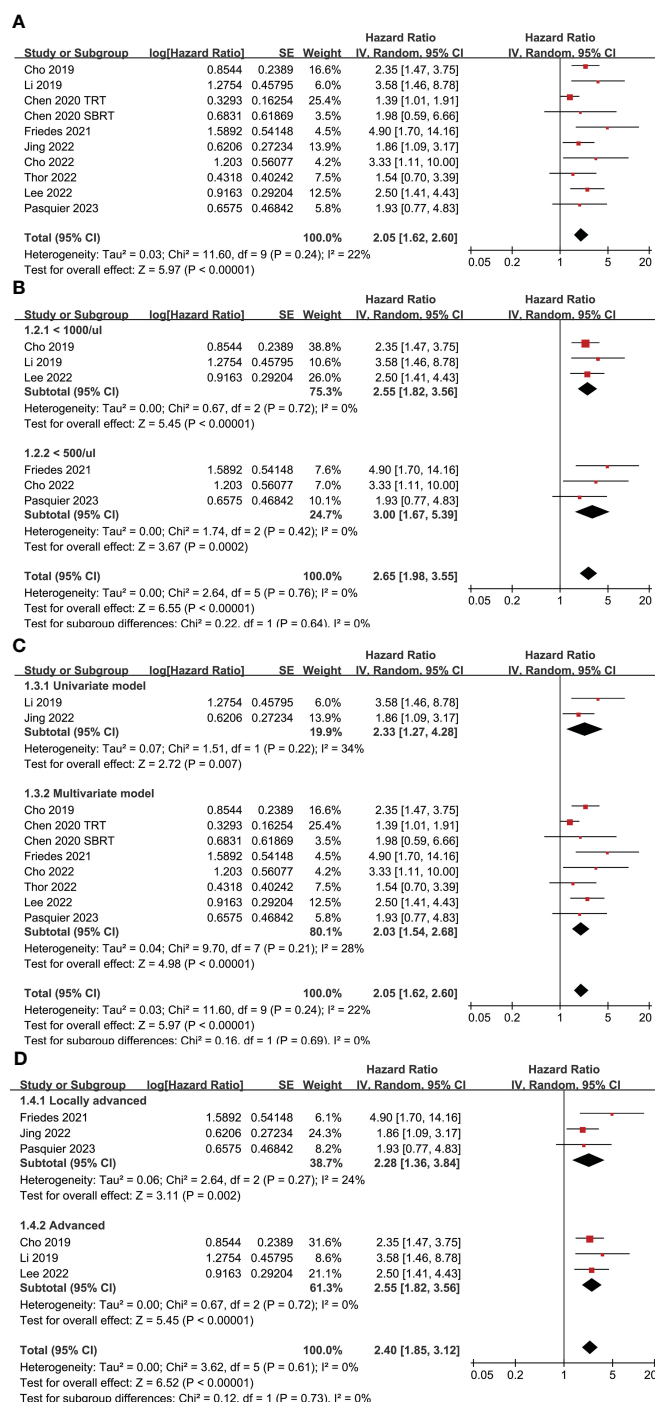 A
Hazard Ratio Hazard Ratio
Study or Subgroup log[Hazard Ratio] SE Weight IV, Random, 95% CI IV, Random, 95% CI
Cho 2019 0.8544 0.2389 16.6% 2.35 [1.47, 3.75]
Li 2019 1.2754 0.45795 6.0% 3.58 [1.46, 8.78]
Chen 2020 TRT 0.3293 0.16254 25.4% 1.39 [1.01, 1.91]
Chen 2020 SBRT 0.6831 0.61869 3.5% 1.98 [0.59, 6.66]
Friedes 2021 1.5892 0.54148 4.5% 4.90 [1.70, 14.16]
Jing 2022 0.6206 0.27234 13.9% 1.86 [1.09, 3.17]
Cho 2022 1.203 0.56077 4.2% 3.33 [1.11, 10.00]
Thor 2022 0.4318 0.40242 7.5% 1.54 [0.70, 3.39]
Lee 2022 0.9163 0.29204 12.5% 2.50 [1.41, 4.43]
Pasquier 2023 0.6575 0.46842 5.8% 1.93 [0.77, 4.83]
Total (95% CI) 100.0% 2.05 [1.62, 2.60]
Heterogeneity: Tau² = 0.03; Chi² = 11.60, df = 9 (P = 0.24); I² = 22%
Test for overall effect: Z = 5.97 (P < 0.00001)
0.05 0.2 1 5 20
B
Hazard Ratio Hazard Ratio
Study or Subgroup log[Hazard Ratio] SE Weight IV, Random, 95% CI IV, Random, 95% CI
1.2.1 < 1000/ul
Cho 2019 0.8544 0.2389 38.8% 2.35 [1.47, 3.75]
Li 2019 1.2754 0.45795 10.6% 3.58 [1.46, 8.78]
Lee 2022 0.9163 0.29204 26.0% 2.50 [1.41, 4.43]
Subtotal (95% CI) 75.3% 2.55 [1.82, 3.56]
Heterogeneity: Tau² = 0.00; Chi² = 0.67, df = 2 (P = 0.72); I² = 0%
Test for overall effect: Z = 5.45 (P < 0.00001)
1.2.2 < 500/ul
Friedes 2021 1.5892 0.54148 7.6% 4.90 [1.70, 14.16]
Cho 2022 1.203 0.56077 7.0% 3.33 [1.11, 10.00]
Pasquier 2023 0.6575 0.46842 10.1% 1.93 [0.77, 4.83]
Subtotal (95% CI) 24.7% 3.00 [1.67, 5.39]
Heterogeneity: Tau² = 0.00; Chi² = 1.74, df = 2 (P = 0.42); I² = 0%
Test for overall effect: Z = 3.67 (P = 0.0002)
Total (95% CI) 100.0% 2.65 [1.98, 3.55]
Heterogeneity: Tau² = 0.00; Chi² = 2.64, df = 5 (P = 0.76); I² = 0%
Test for overall effect: Z = 6.55 (P < 0.00001)
Test for subgroup differences: Chi² = 0.22, df = 1 (P = 0.64), I² = 0%
0.05 0.2 1 5 20
C
Hazard Ratio Hazard Ratio
Study or Subgroup log[Hazard Ratio] SE Weight IV, Random, 95% CI IV, Random, 95% CI
1.3.1 Univariate model
Li 2019 1.2754 0.45795 6.0% 3.58 [1.46, 8.78]
Jing 2022 0.6206 0.27234 13.9% 1.86 [1.09, 3.17]
Subtotal (95% CI) 19.9% 2.33 [1.27, 4.28]
Heterogeneity: Tau² = 0.07; Chi² = 1.51, df = 1 (P = 0.22); I² = 34%
Test for overall effect: Z = 2.72 (P = 0.007)
1.3.2 Multivariate model
Cho 2019 0.8544 0.2389 16.6% 2.35 [1.47, 3.75]
Chen 2020 TRT 0.3293 0.16254 25.4% 1.39 [1.01, 1.91]
Chen 2020 SBRT 0.6831 0.61869 3.5% 1.98 [0.59, 6.66]
Friedes 2021 1.5892 0.54148 4.5% 4.90 [1.70, 14.16]
Cho 2022 1.203 0.56077 4.2% 3.33 [1.11, 10.00]
Thor 2022 0.4318 0.40242 7.5% 1.54 [0.70, 3.39]
Lee 2022 0.9163 0.29204 12.5% 2.50 [1.41, 4.43]
Pasquier 2023 0.6575 0.46842 5.8% 1.93 [0.77, 4.83]
Subtotal (95% CI) 80.1% 2.03 [1.54, 2.68]
Heterogeneity: Tau² = 0.04; Chi² = 9.70, df = 7 (P = 0.21); I² = 28%
Test for overall effect: Z = 4.98 (P < 0.00001)
Total (95% CI) 100.0% 2.05 [1.62, 2.60]
Heterogeneity: Tau² = 0.03; Chi² = 11.60, df = 9 (P = 0.24); I² = 22%
Test for overall effect: Z = 5.97 (P < 0.00001)
Test for subgroup differences: Chi² = 0.16, df = 1 (P = 0.69), I² = 0%
0.05 0.2 1 5 20
D
Hazard Ratio Hazard Ratio
Study or Subgroup log[Hazard Ratio] SE Weight IV, Random, 95% CI IV, Random, 95% CI
1.4.1 Locally advanced
Friedes 2021 1.5892 0.54148 6.1% 4.90 [1.70, 14.16]
Jing 2022 0.6206 0.27234 24.3% 1.86 [1.09, 3.17]
Pasquier 2023 0.6575 0.46842 8.2% 1.93 [0.77, 4.83]
Subtotal (95% CI) 38.7% 2.28 [1.36, 3.84]
Heterogeneity: Tau² = 0.06; Chi² = 2.64, df = 2 (P = 0.27); I² = 24%
Test for overall effect: Z = 3.11 (P = 0.002)
1.4.2 Advanced
Cho 2019 0.8544 0.2389 31.6% 2.35 [1.47, 3.75]
Li 2019 1.2754 0.45795 8.6% 3.58 [1.46, 8.78]
Lee 2022 0.9163 0.29204 21.1% 2.50 [1.41, 4.43]
Subtotal (95% CI) 61.3% 2.55 [1.82, 3.56]
Heterogeneity: Tau² = 0.00; Chi² = 0.67, df = 2 (P = 0.72); I² = 0%
Test for overall effect: Z = 5.45 (P < 0.00001)
Total (95% CI) 100.0% 2.40 [1.85, 3.12]
Heterogeneity: Tau² = 0.00; Chi² = 3.62, df = 5 (P = 0.61); I² = 0%
Test for overall effect: Z = 6.52 (P < 0.00001)
Test for subgroup differences: Chi² = 0.12, df = 1 (P = 0.73), I² = 0%
0.05 0.2 1 5 20